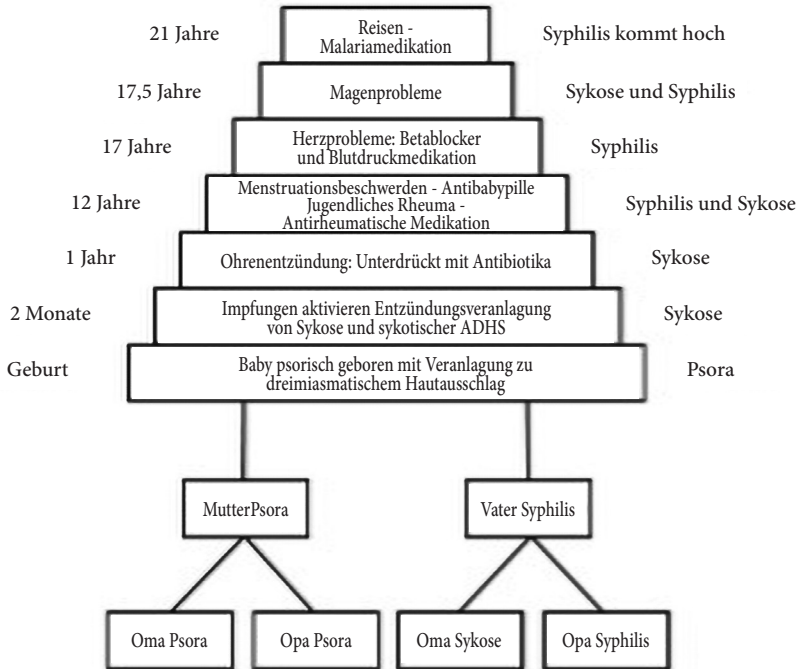 21 Jahre
Reisen -
Malariamedikation
Syphilis kommt hoch
17,5 Jahre
Magenprobleme
Sykose und Syphilis
17 Jahre
Herzprobleme: Betablocker
und Blutdruckmedikation
Syphilis
12 Jahre
Menstruationsbeschwerden - Antibabypille
Jugendliches Rheuma -
Antirheumatische Medikation
Syphilis und Sykose
1 Jahr
Ohrenentzündung: Unterdrückt mit Antibiotika
Sykose
2 Monate
Impfungen aktivieren Entzündungsveranlagung
von Sykose und sykotischer ADHS
Sykose
Geburt
Baby psorisch geboren mit Veranlagung zu
dreimiasmatischem Hautausschlag
Psora
MutterPsora
Vater Syphilis
Oma Psora
Opa Psora
Oma Sykose
Opa Syphilis